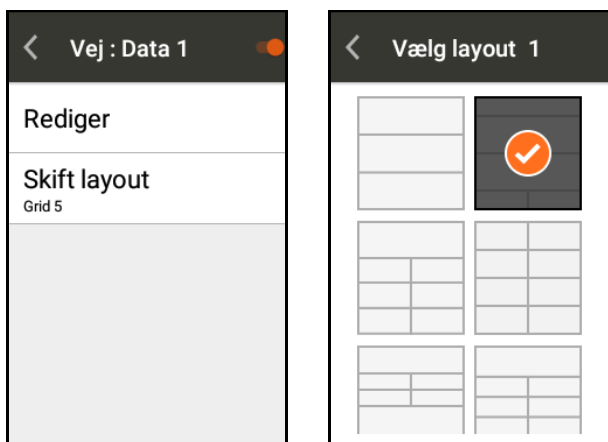 Vej : Data 1
Rediger
Skift layout
Grid 5
Vælg layout 1